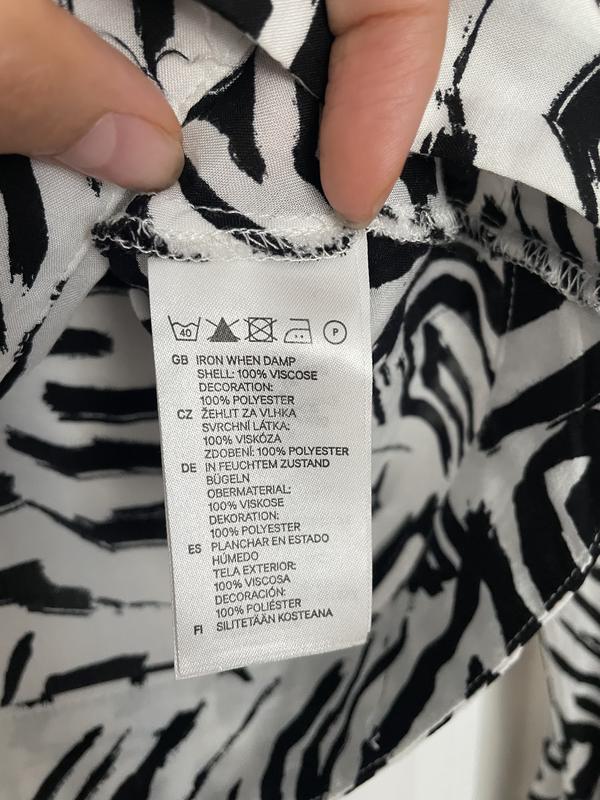 40 P
GB IRON WHEN DAMP
SHELL: 100% VISCOSE
DECORATION:
100% POLYESTER
CZ ŽEHLIT ZA VLHKA
SVRCHNÍ LÁTKA:
100% VISKÓZA
ZDOBENÍ: 100% POLYESTER
DE IN FEUCHTEM ZUSTAND
BÜGELN
OBERMATERIAL:
100% VISKOSE
DEKORATION:
100% POLYESTER
ES PLANCHAR EN ESTADO
HÚMEDO
TELA EXTERIOR:
100% VISCOSA
DECORACIÓN:
100% POLIÉSTER
FI SILITETÄÄN KOSTEANA